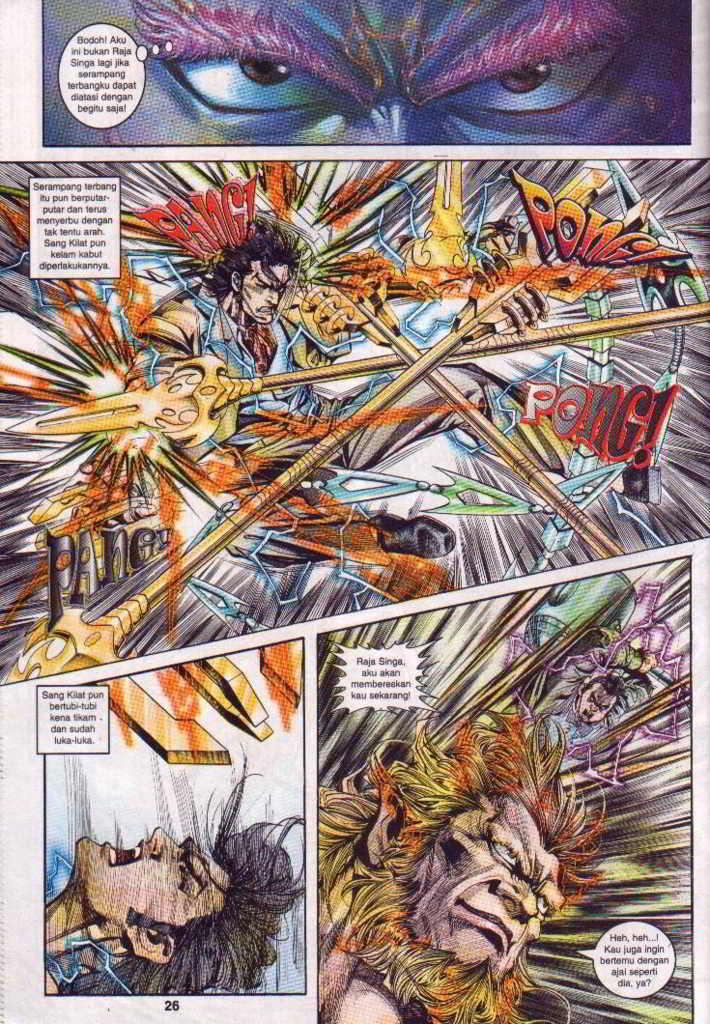 Bodoh! Aku
ini bukan Raja
Singa lagi jika
serampang
terbangku dapat
diatasi dengan
begitu saja!
Serampang terbang
itu pun berputar-
putar dan terus
menyerbu dengan
tak tentu arah.
Sang Kilat pun
kelam kabut
diperlakukannya.
PANG!
PONG!
PONG!
PANG!
Sang Kilat pun
bertubi-tubi
kena tikam
dan sudah
luka-luka.
Raja Singa,
aku akan
membereskan
kau sekarang!
Heh, heh...!
Kau juga ingin
bertemu dengan
ajal seperti
dia, ya?
26